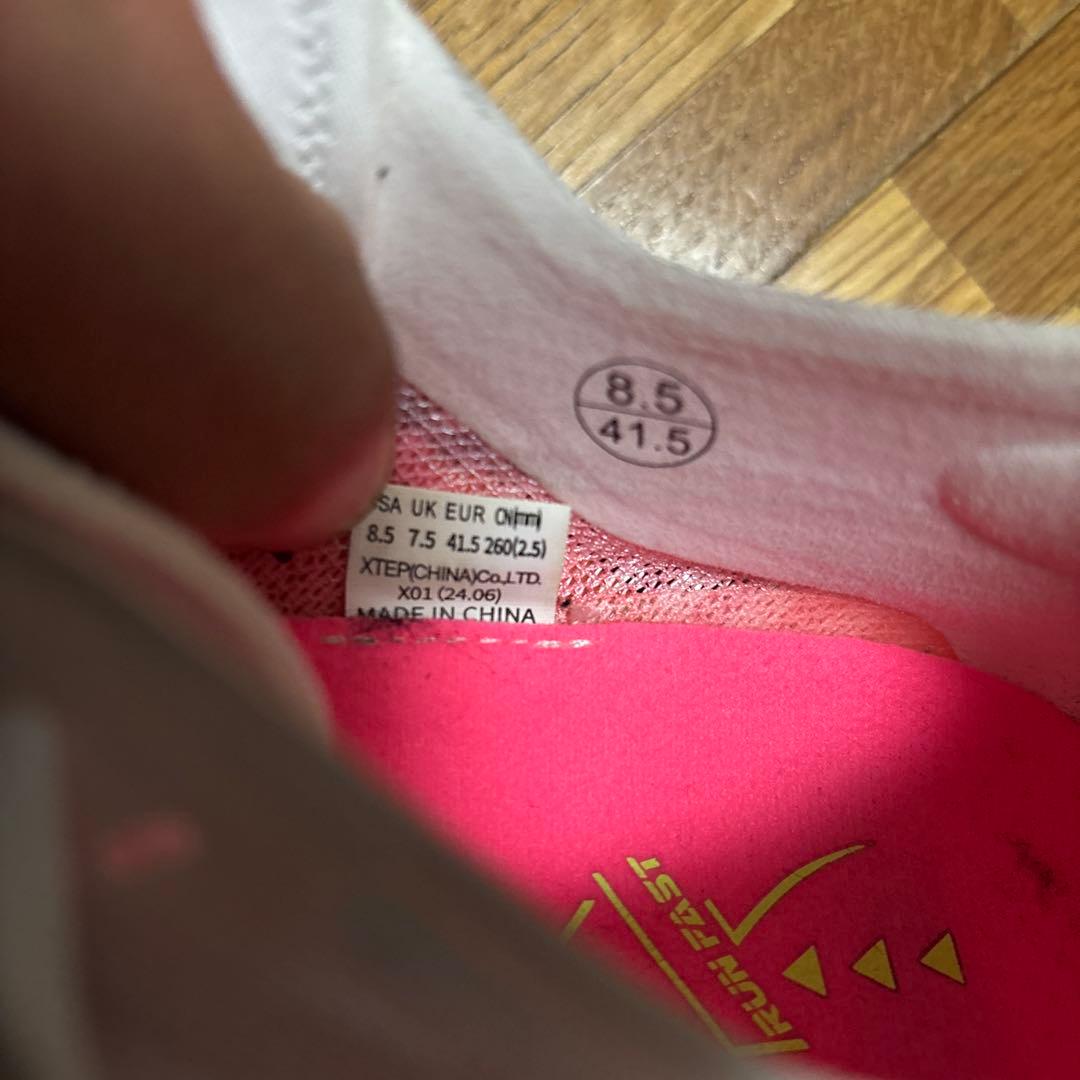 8.5
41.5
SA UK EUR CN(mm)
8.5 7.5 41.5 260(2.5)
XTEP(CHINA)Co.,LTD.
X01 (24.06)
MADE IN CHINA
RUN FAST